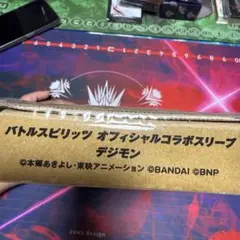 バトルスピリッツ オフィシャルコラボスリーブ
デジモン
©本郷あきよし・東映アニメーション ©BANDAI ©BNP